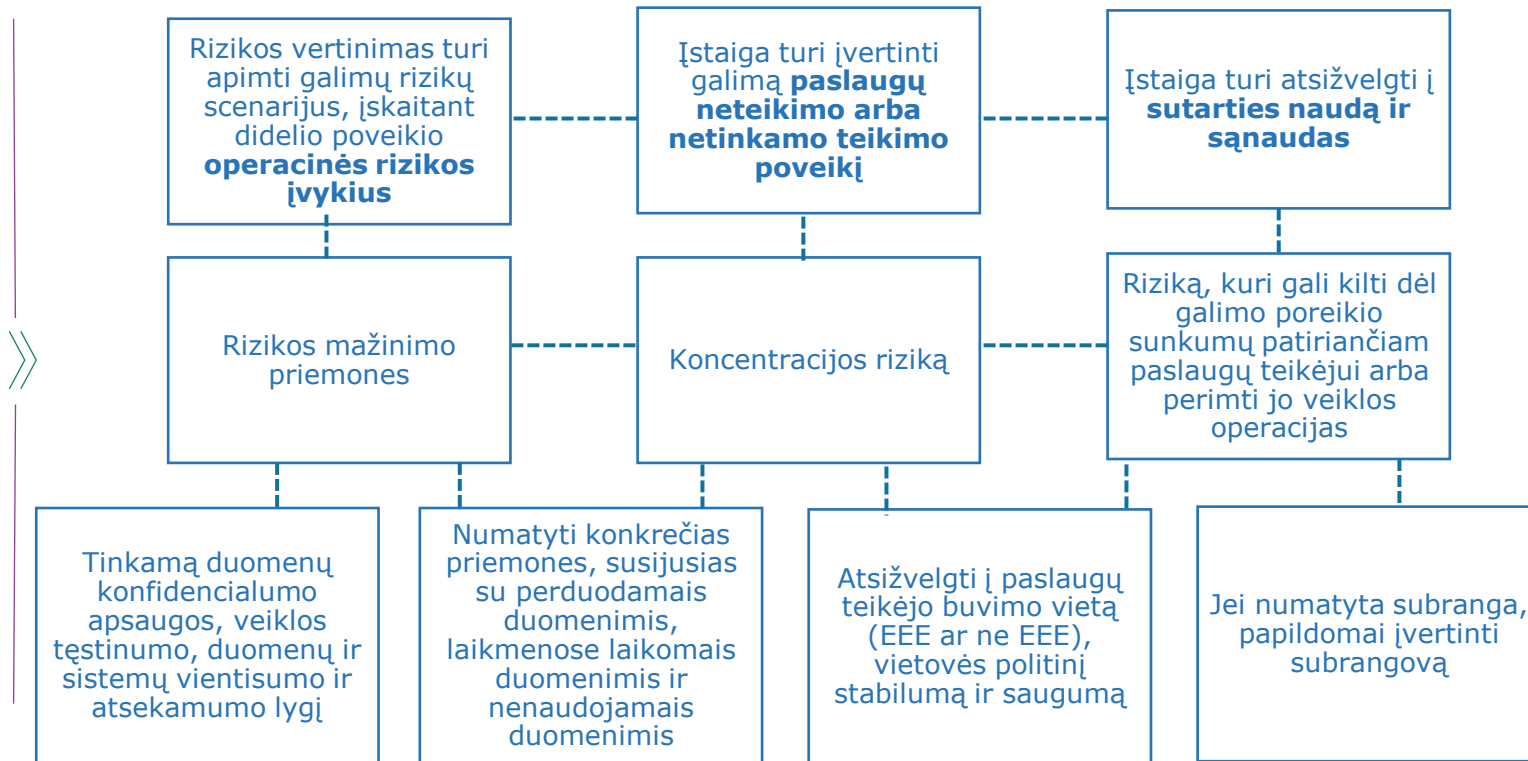 Rizikos vertinimas turi
apimti galimų rizikų
scenarijus, įskaitant
didelio poveikio
operacinės rizikos
įvykius
Įstaiga turi įvertinti
galimą paslaugų
neteikimo arba
netinkamo teikimo
poveikį
Įstaiga turi atsižvelgti į
sutarties naudą ir
sąnaudas
Rizikos mažinimo
priemones
Koncentracijos riziką
Riziką, kuri gali kilti dėl
galimo poreikio
sunkumų patiriančiam
paslaugų teikėjui arba
perimti jo veiklos
operacijas
Tinkamą duomenų
konfidencialumo
apsaugos, veiklos
tęstinumo, duomenų ir
sistemų vientisumo ir
atsekamumo lygį
Numatyti konkrečias
priemones, susijusias
su perduodamais
duomenimis,
laikmenose laikomais
duomenimis ir
nenaudojamais
duomenimis
Atsižvelgti į paslaugų
teikėjo buvimo vietą
(EEE ar ne EEE),
vietovės politinį
stabilumą ir saugumą
Jei numatyta subranga,
papildomai įvertinti
subrangovą